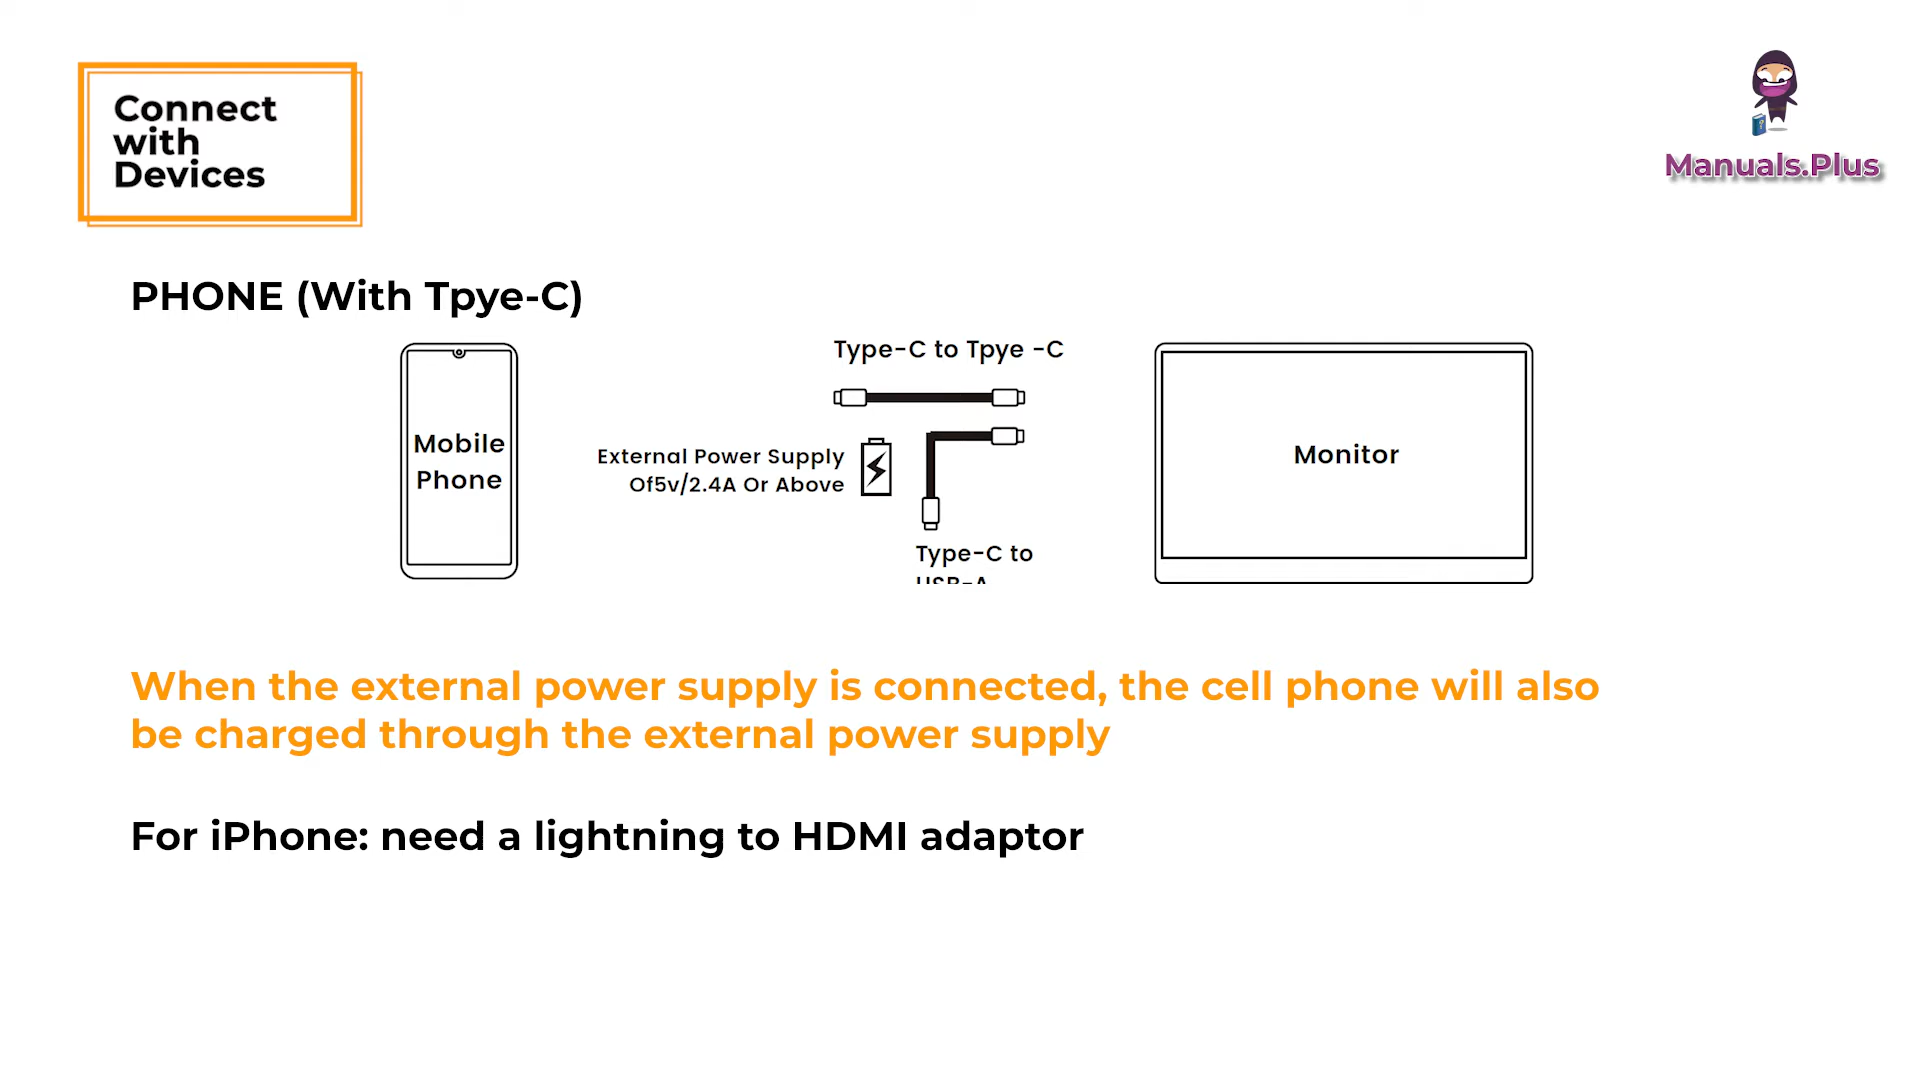 Connect
with
Devices
Manuals.Plus
PHONE (With Tpye-C)
Type-C to Tpye -C
Mobile
Phone
External Power Supply
Of5v/2.4A Or Above
Monitor
Type-C to
USB-A
When the external power supply is connected, the cell phone will also
be charged through the external power supply
For iPhone: need a lightning to HDMI adaptor